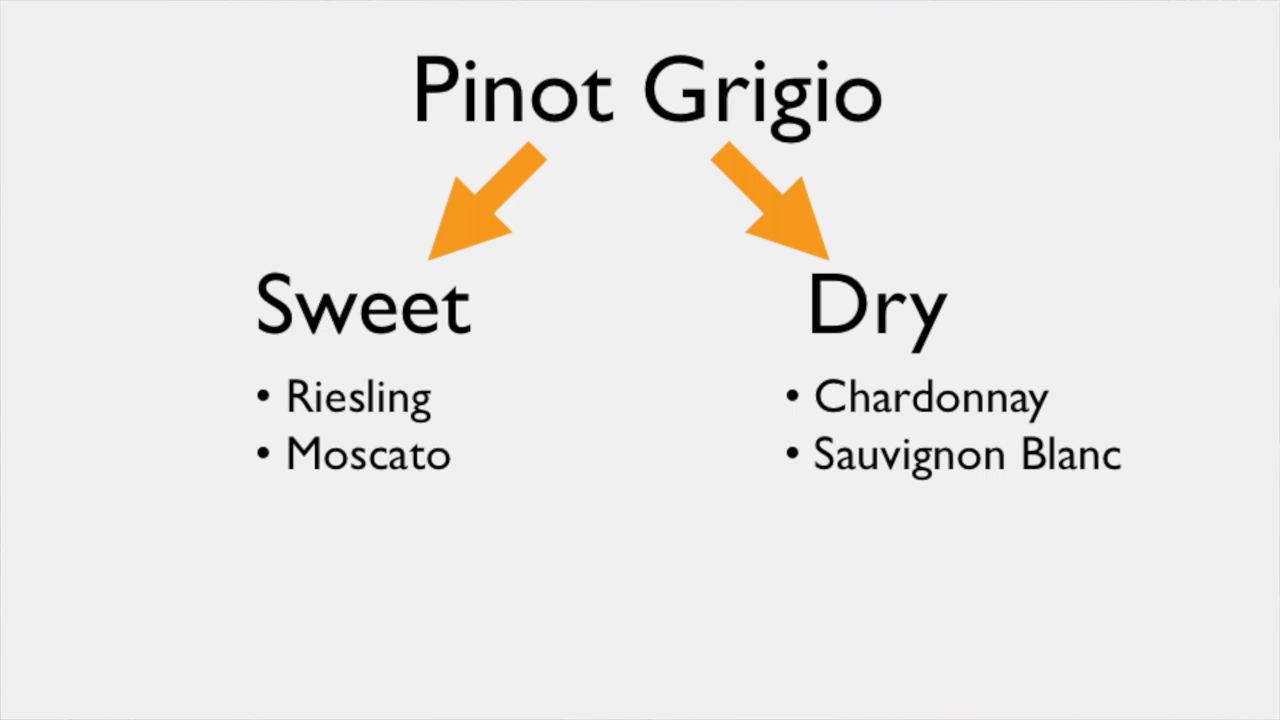 Pinot Grigio
Sweet
• Riesling
• Moscato
Dry
• Chardonnay
• Sauvignon Blanc